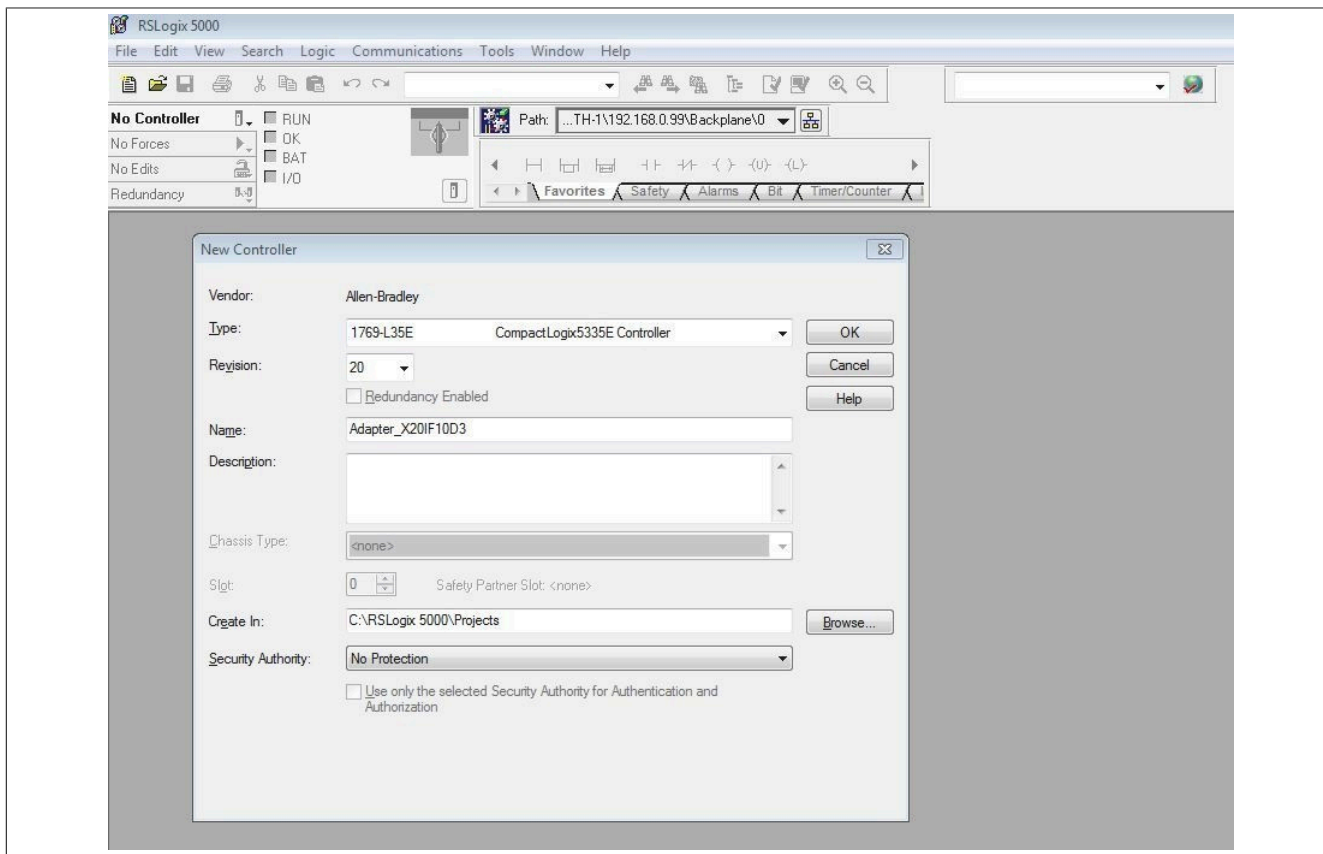 RSLogix 5000
File Edit View Search Logic Communications Tools Window Help
No Controller
RUN
No Forces
OK
No Edits
BAT
Redundancy
I/O
Path: ...TH-1\192.168.0.99\Backplane\0
Favorites Safety Alarms Bit Timer/Counter
New Controller
Vendor: Allen-Bradley
Type: 1769-L35E CompactLogix5335E Controller OK
Revision: 20 Cancel
Redundancy Enabled Help
Name: Adapter_X20IF10D3
Description:
Chassis Type: <none>
Slot: 0 Safety Partner Slot: <none>
Create In: C:\RSLogix 5000\Projects Browse...
Security Authority: No Protection
Use only the selected Security Authority for Authentication and
Authorization